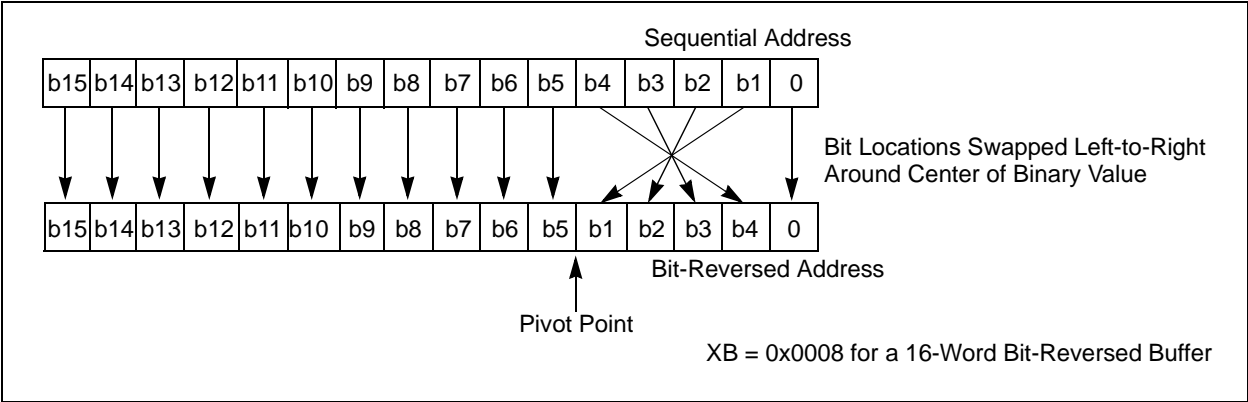 Sequential Address
b15 b14 b13 b12 b11 b10 b9 b8 b7 b6 b5 b4 b3 b2 b1 0
Bit Locations Swapped Left-to-Right
Around Center of Binary Value
b15 b14 b13 b12 b11 b10 b9 b8 b7 b6 b5 b1 b2 b3 b4 0
Bit-Reversed Address
Pivot Point
XB = 0x0008 for a 16-Word Bit-Reversed Buffer